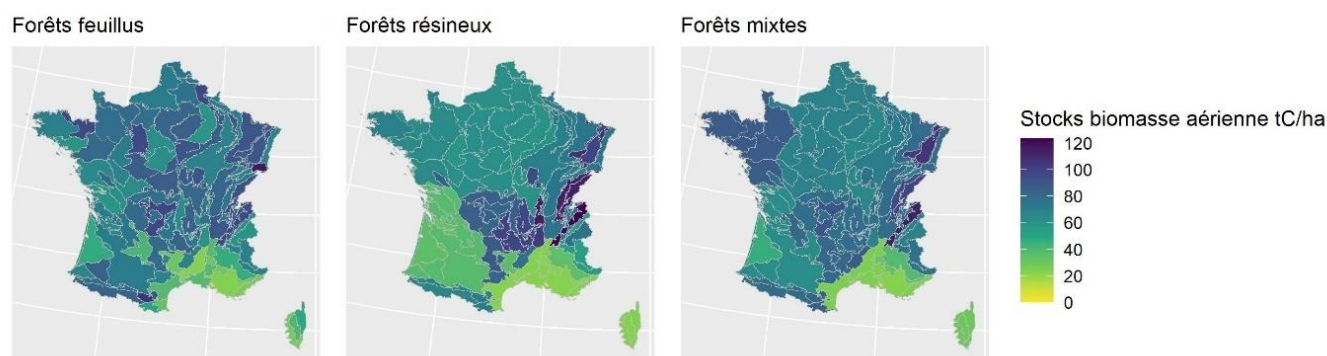 Forêts feuillus
Forêts résineux
Forêts mixtes
Stocks biomasse aérienne tC/ha
120
100
80
60
40
20
0